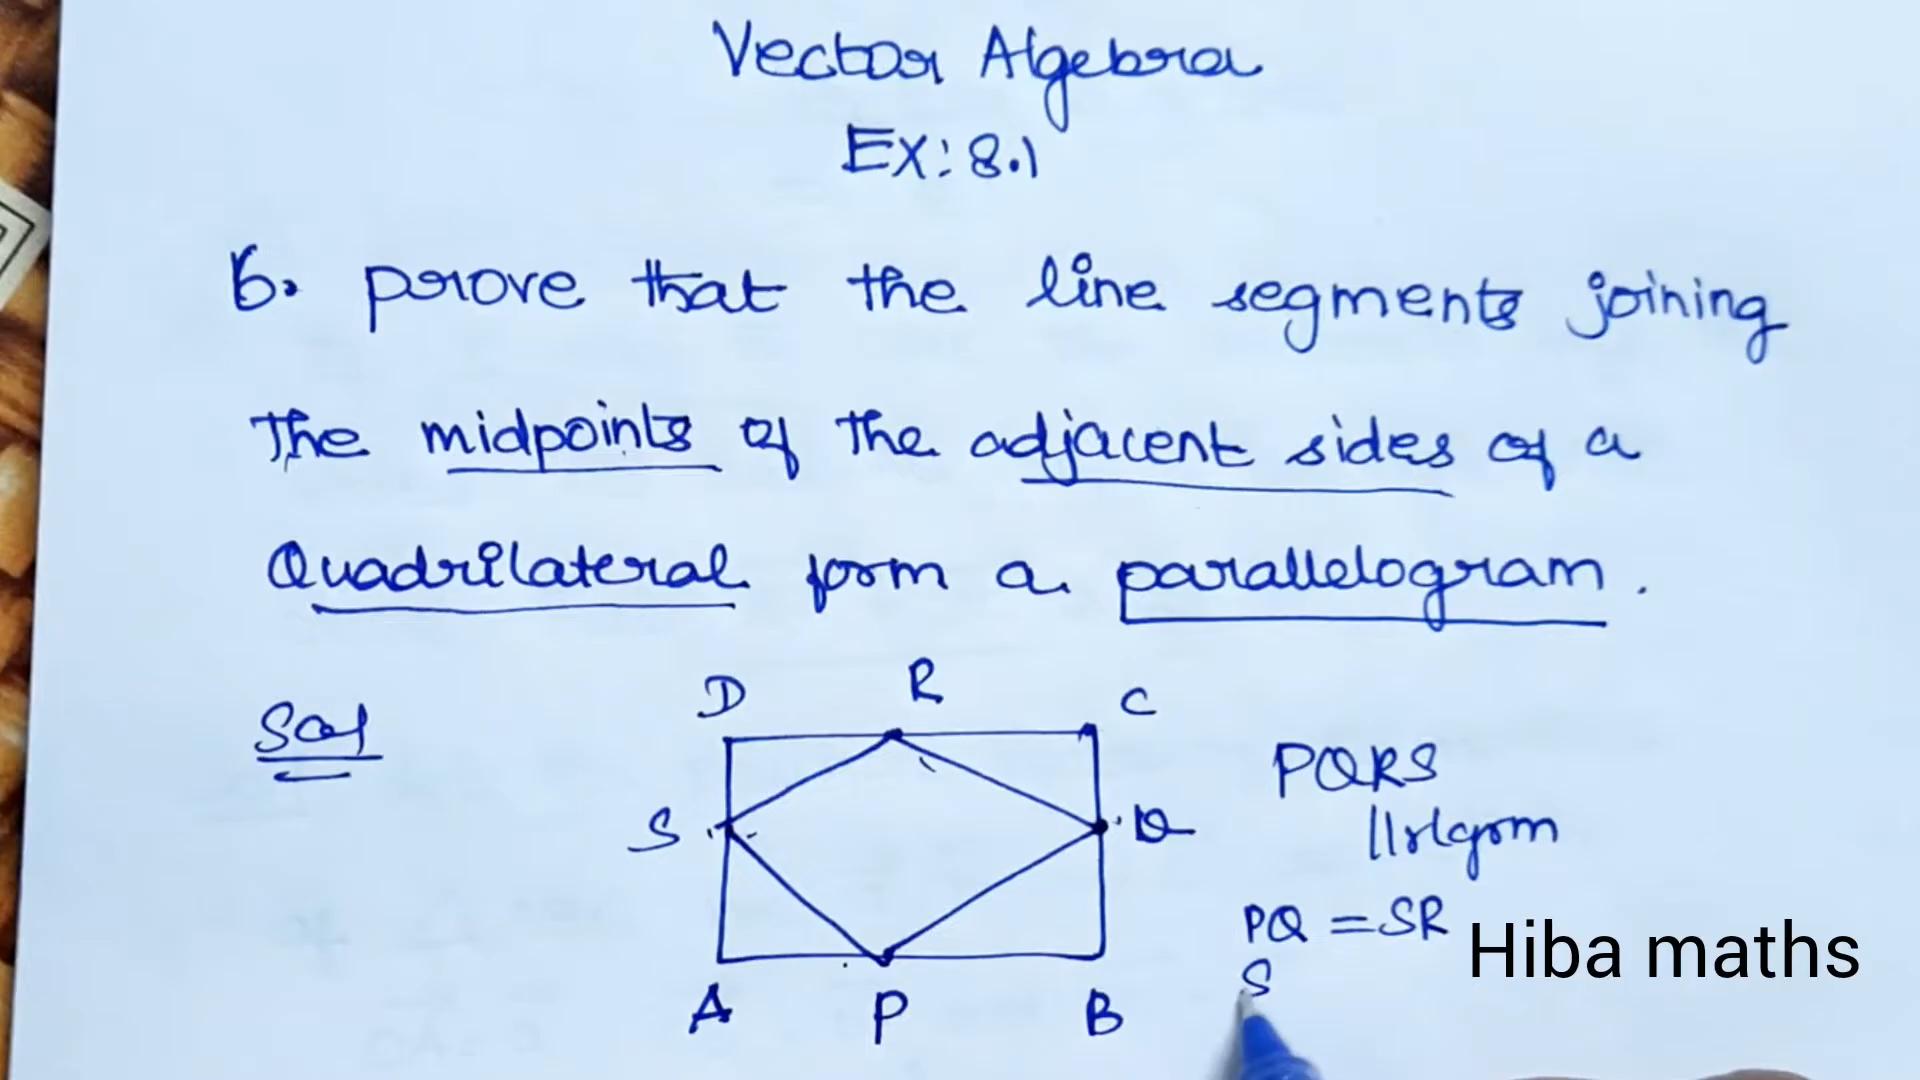 Vector Algebra
Ex: 8.1
6. prove that the line segments joining
the midpoints of the adjacent sides of a
Quadrilateral form a parallelogram.
Sol
D R C
S Q
A P B
PQRS
||rlgrm
PQ = SR
S
Hiba maths